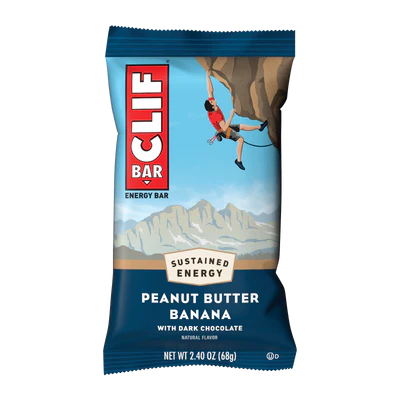 CLIF
BAR
ENERGY BAR
SUSTAINED
ENERGY
PEANUT BUTTER
BANANA
WITH DARK CHOCOLATE
NATURAL FLAVOR
NET WT 2.40 OZ (68g)
U D